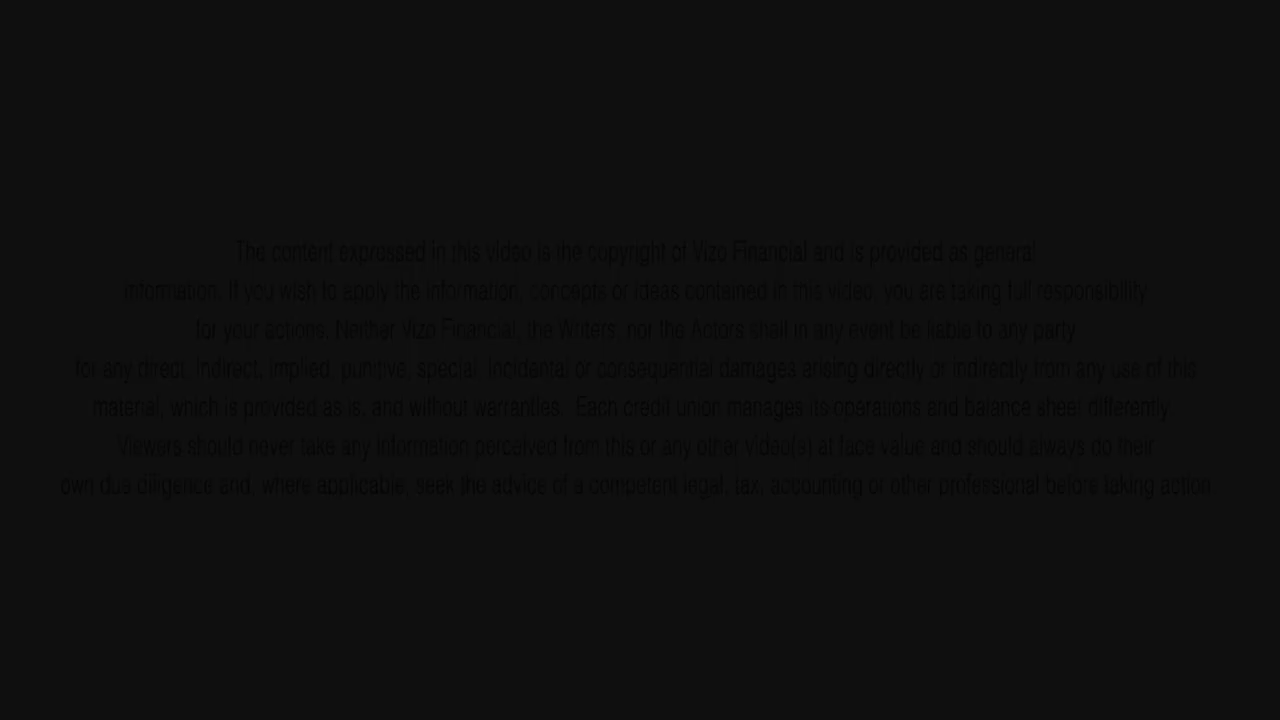 The content expressed in this video is the copyright of Vizo Financial and is provided as general
information. If you wish to apply the information, concepts or ideas contained in this video, you are taking full responsibility
for your actions. Neither Vizo Financial, the Writers, nor the Actors shall in any event be liable to any party
for any direct, indirect, implied, punitive, special, incidental or consequential damages arising directly or indirectly from any use of this
material, which is provided as is, and without warranties. Each credit union manages its operations and balance sheet differently
Viewers should never take any information perceived from this or any other video(s) at face value and should always do their
own due diligence and, where applicable, seek the advice of a competent legal, tax, accounting or other professional before taking action